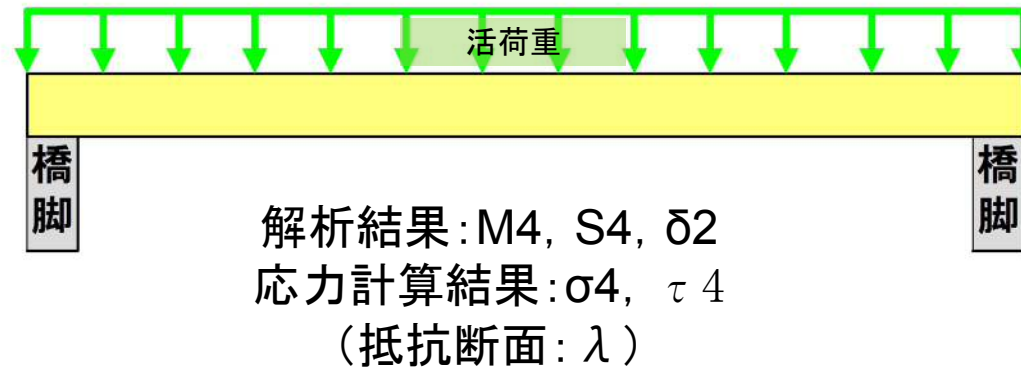 活荷重
橋脚
橋脚
解析結果:M4, S4, δ2
応力計算結果:σ4, τ4
(抵抗断面:λ)